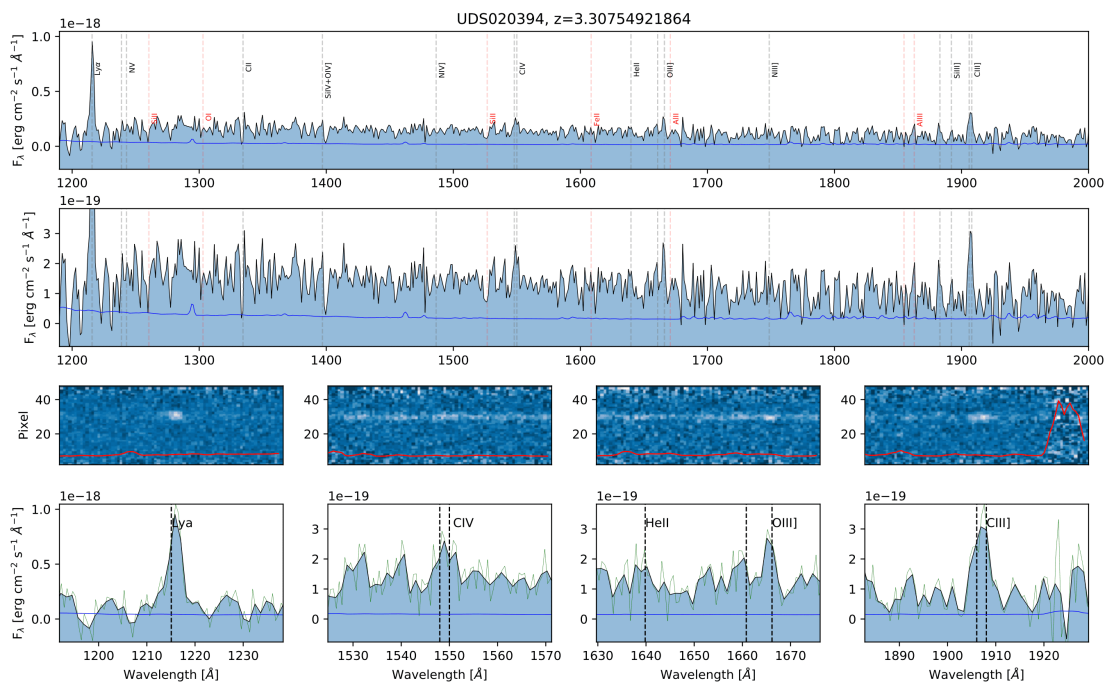 UDS020394, z=3.30754921864
1e−18
F_λ [erg cm⁻² s⁻¹ Å⁻¹]
1.0
0.5
0.0
Lyα
NV
SiII
OI
CII
SiIV+OIV]
NIV]
SiII
CIV
FeII
HeII
OIII]
AlII
NIII]
AlIII
SiIII]
CIII]
1200 1300 1400 1500 1600 1700 1800 1900 2000
1e−19
F_λ [erg cm⁻² s⁻¹ Å⁻¹]
3
2
1
0
1200 1300 1400 1500 1600 1700 1800 1900 2000
Pixel
40 40 40 40
20 20 20 20
1e−18 1e−19 1e−19 1e−19
F_λ [erg cm⁻² s⁻¹ Å⁻¹]
1.0
0.5
0.0
Lya
3
2
1
0
CIV
3
2
1
0
HeII OIII]
3
2
1
0
CIII]
1200 1210 1220 1230 1530 1540 1550 1560 1570 1630 1640 1650 1660 1670 1890 1900 1910 1920
Wavelength [Å] Wavelength [Å] Wavelength [Å] Wavelength [Å]